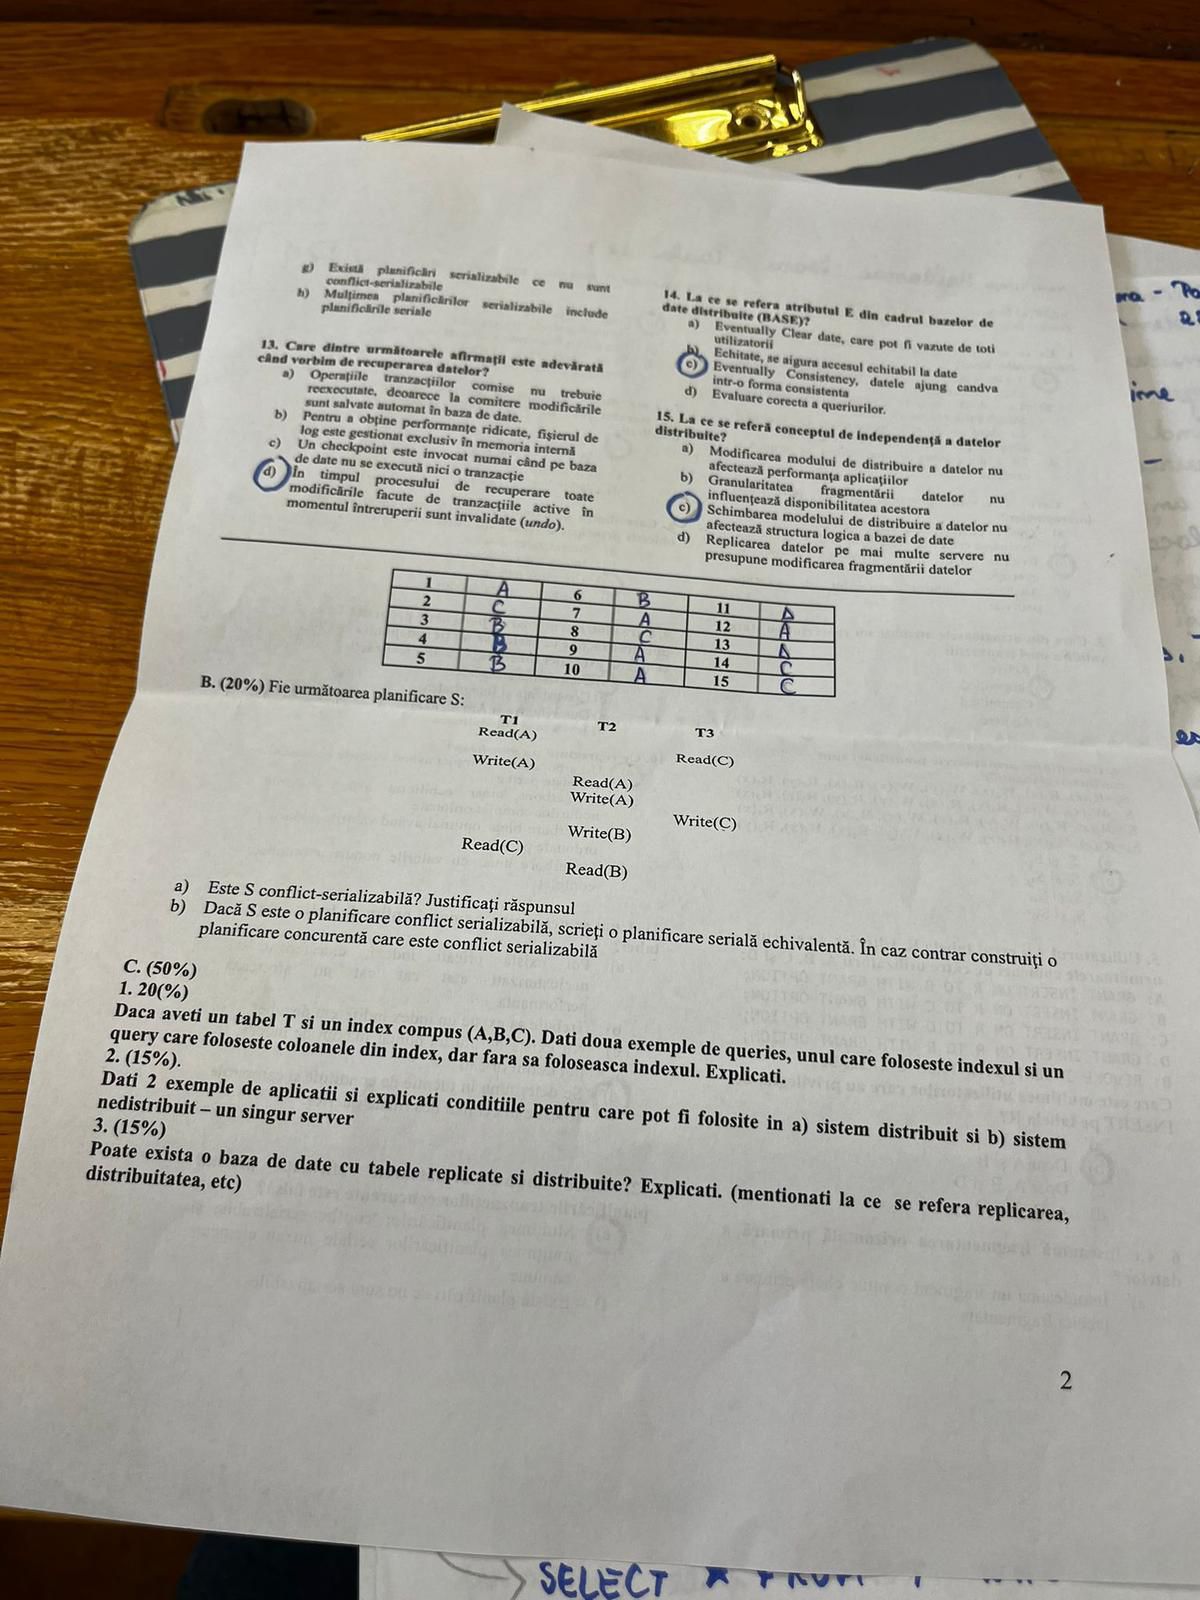 g) Există planificări serializabile ce nu sunt
conflict-serializabile
h) Mulțimea planificărilor serializabile include
planificările seriale
13. Care dintre următoarele afirmații este adevărată
când vorbim de recuperarea datelor?
a) Operațiile tranzacțiilor comise nu trebuie
reexecutate, deoarece la comitere modificările
sunt salvate automat în baza de date.
b) Pentru a obține performanțe ridicate, fișierul de
log este gestionat exclusiv în memoria internă
c) Un checkpoint este invocat numai când pe baza
de date nu se execută nici o tranzacție
d) În timpul procesului de recuperare toate
modificările facute de tranzacțiile active în
momentul întreruperii sunt invalidate (undo).
14. La ce se refera atributul E din cadrul bazelor de
date distribuite (BASE)?
a) Eventually Clear date, care pot fi vazute de toti
utilizatorii
b) Echitate, se aigura accesul echitabil la date
c) Eventually Consistency, datele ajung candva
intr-o forma consistenta
d) Evaluare corecta a queriurilor.
15. La ce se referă conceptul de independență a datelor
distribuite?
a) Modificarea modului de distribuire a datelor nu
afectează performanța aplicațiilor
b) Granularitatea fragmentării datelor nu
influențează disponibilitatea acestora
c) Schimbarea modelului de distribuire a datelor nu
afectează structura logica a bazei de date
d) Replicarea datelor pe mai multe servere nu
presupune modificarea fragmentării datelor
1 A 6 B 11 D
2 C 7 A 12 A
3 B 8 C 13 D
4 B 9 A 14 C
5 B 10 A 15 C
B. (20%) Fie următoarea planificare S:
T1 T2 T3
Read(A)
Read(C)
Write(A)
Read(A)
Write(A)
Write(C)
Write(B)
Read(C)
Read(B)
a) Este S conflict-serializabilă? Justificați răspunsul
b) Dacă S este o planificare conflict serializabilă, scrieți o planificare serială echivalentă. În caz contrar construiți o
planificare concurentă care este conflict serializabilă
C. (50%)
1. 20(%)
Daca aveti un tabel T si un index compus (A,B,C). Dati doua exemple de queries, unul care foloseste indexul si un
query care foloseste coloanele din index, dar fara sa foloseasca indexul. Explicati.
2. (15%).
Dati 2 exemple de aplicatii si explicati conditiile pentru care pot fi folosite in a) sistem distribuit si b) sistem
nedistribuit – un singur server
3. (15%)
Poate exista o baza de date cu tabele replicate si distribuite? Explicati. (mentionati la ce se refera replicarea,
distribuitatea, etc)
2
SELECT